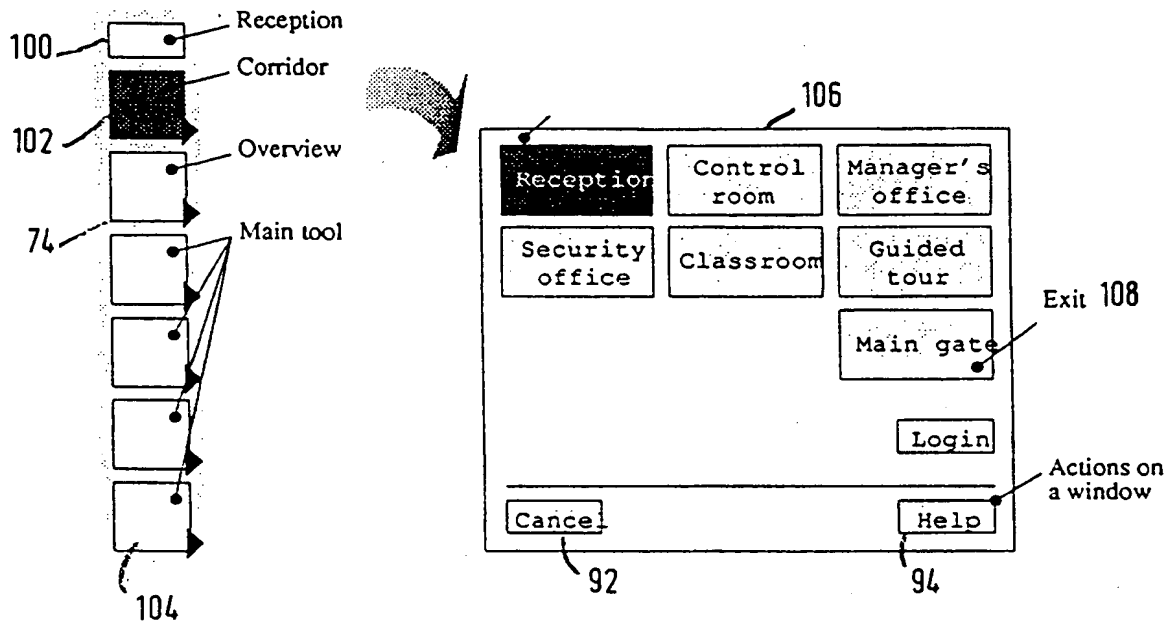 Reception
100
Corridor
102
Overview
74
Main tool
104
106
Reception
Control
room
Manager's
office
Security
office
Classroom
Guided
tour
Exit 108
Main gate
Login
Actions on
a window
Cancel
Help
92
94